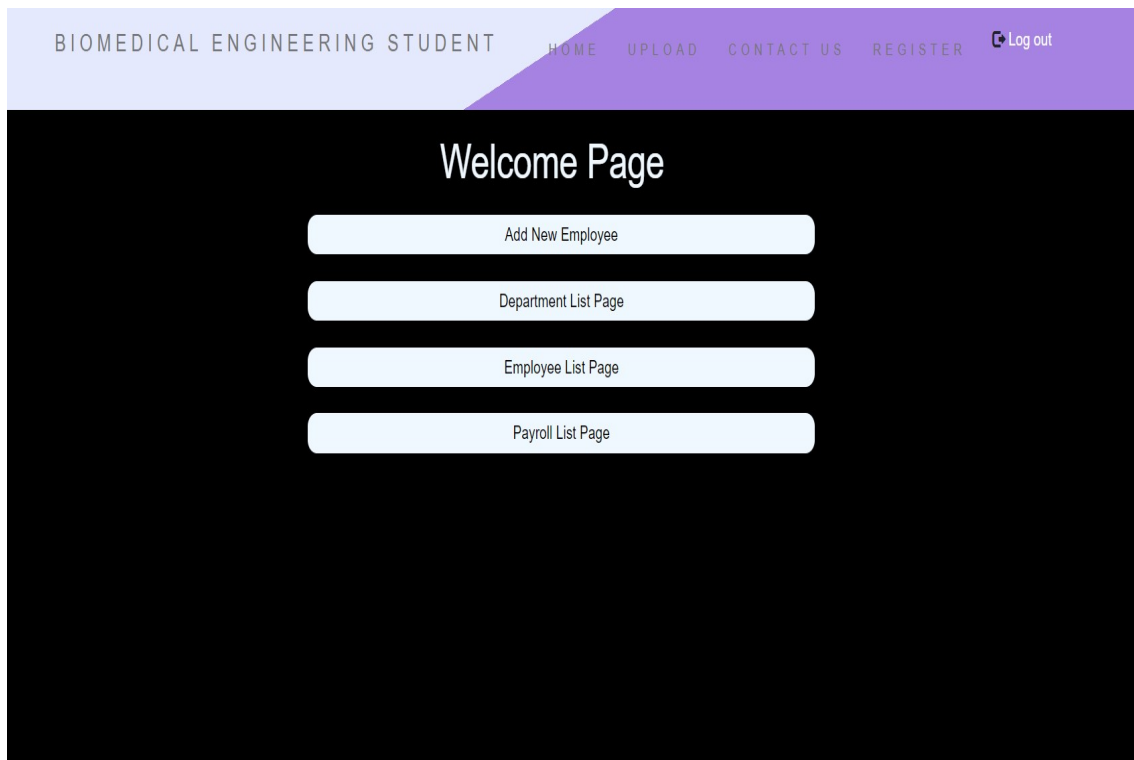 BIOMEDICAL ENGINEERING STUDENT HOME UPLOAD CONTACT US REGISTER Log out
Welcome Page
Add New Employee
Department List Page
Employee List Page
Payroll List Page